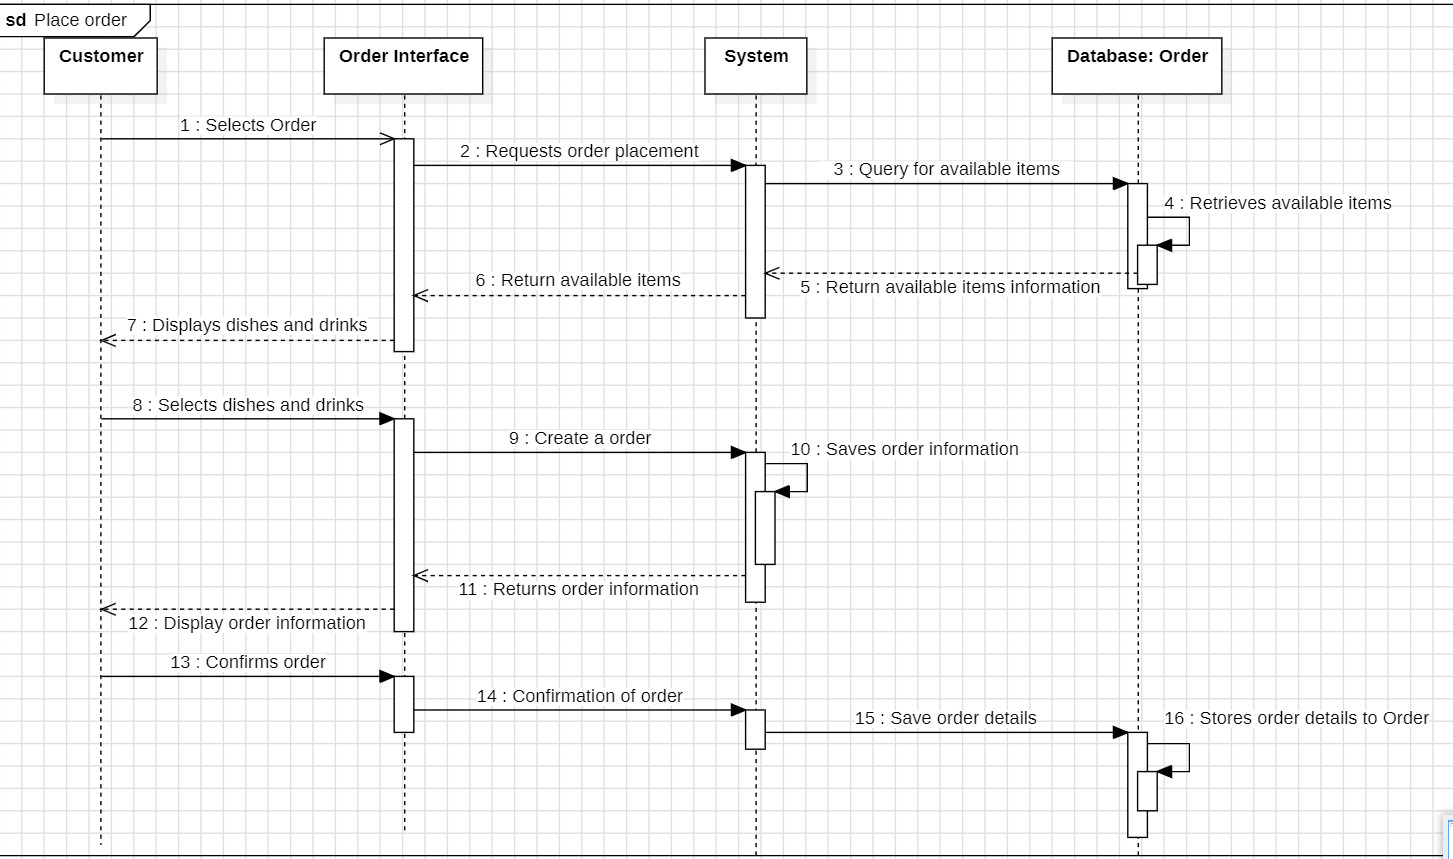 sd Place order
Customer
Order Interface
System
Database: Order
1 : Selects Order
2 : Requests order placement
3 : Query for available items
4 : Retrieves available items
5 : Return available items information
6 : Return available items
7 : Displays dishes and drinks
8 : Selects dishes and drinks
9 : Create a order
10 : Saves order information
11 : Returns order information
12 : Display order information
13 : Confirms order
14 : Confirmation of order
15 : Save order details
16 : Stores order details to Order